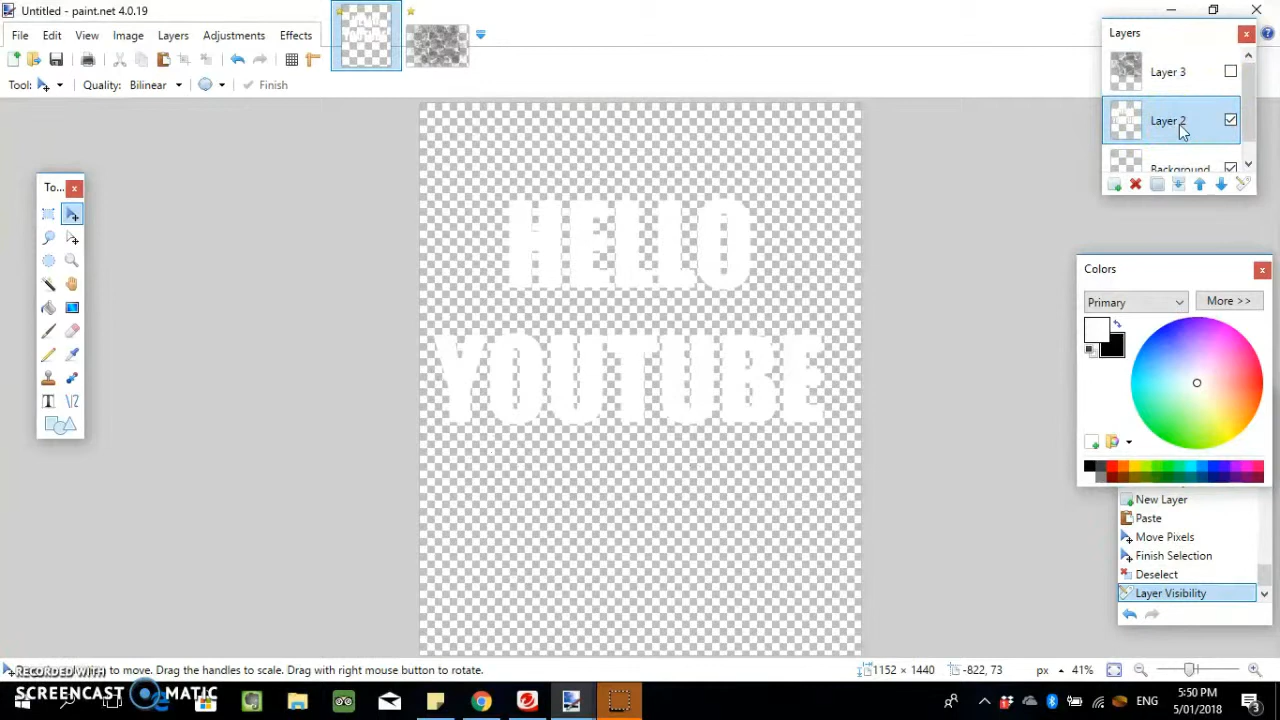 Untitled - paint.net 4.0.19
File Edit View Image Layers Adjustments Effects
Tool: Quality: Bilinear Finish
Layers
Layer 3
Layer 2
Background
To...
HELLO
YOUTUBE
Colors
Primary More >>
New Layer
Paste
Move Pixels
Finish Selection
Deselect
Layer Visibility
to move. Drag the handles to scale. Drag with right mouse button to rotate. 1152 × 1440 -822, 73 px 41%
RECORDED WITH
SCREENCAST MATIC
ENG
5:50 PM
5/01/2018
3